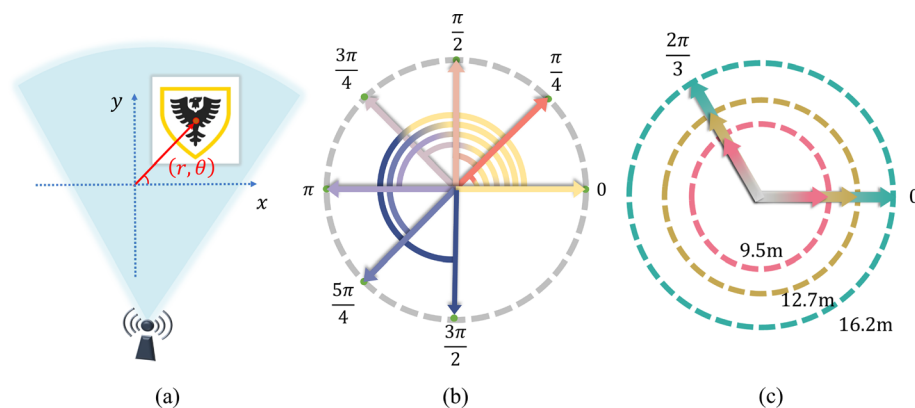 y
(r, θ)
x
(a)
π/2
3π/4
π/4
π
0
5π/4
3π/2
(b)
2π/3
0
9.5m
12.7m
16.2m
(c)